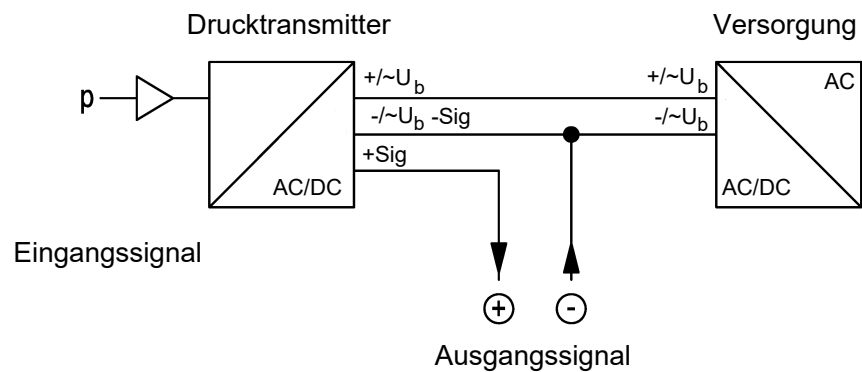 Drucktransmitter
Versorgung
+/~U_b
+/~U_b
AC
p
-/~U_b -Sig
-/~U_b
+Sig
AC/DC
AC/DC
Eingangssignal
+
-
Ausgangssignal